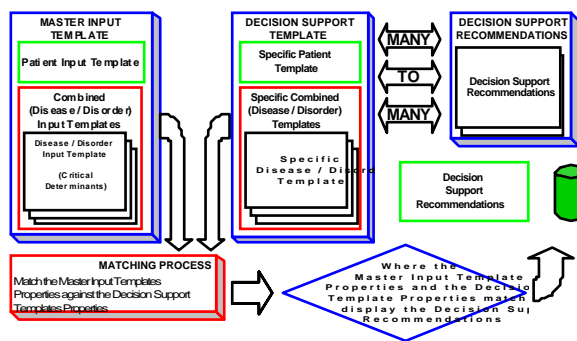 MASTER INPUT
TEMPLATE
Patient Input Template
Combined
(Disease / Disorder)
Input Templates
Disease / Disorder
Input Template
(Critical
Determinants)
DECISION SUPPORT
TEMPLATE
Specific Patient
Template
Specific Combined
(Disease / Disorder)
Templates
Specific
Disease / Disord
Template
MANY
TO
MANY
DECISION SUPPORT
RECOMMENDATIONS
Decision Support
Recommendations
Decision
Support
Recommendations
MATCHING PROCESS
Match the Master Input Templates
Properties against the Decision Support
Templates Properties
Where the
Master Input Template
Properties and the Decisio
Template Properties match
display the Decision Sup
Recommendations